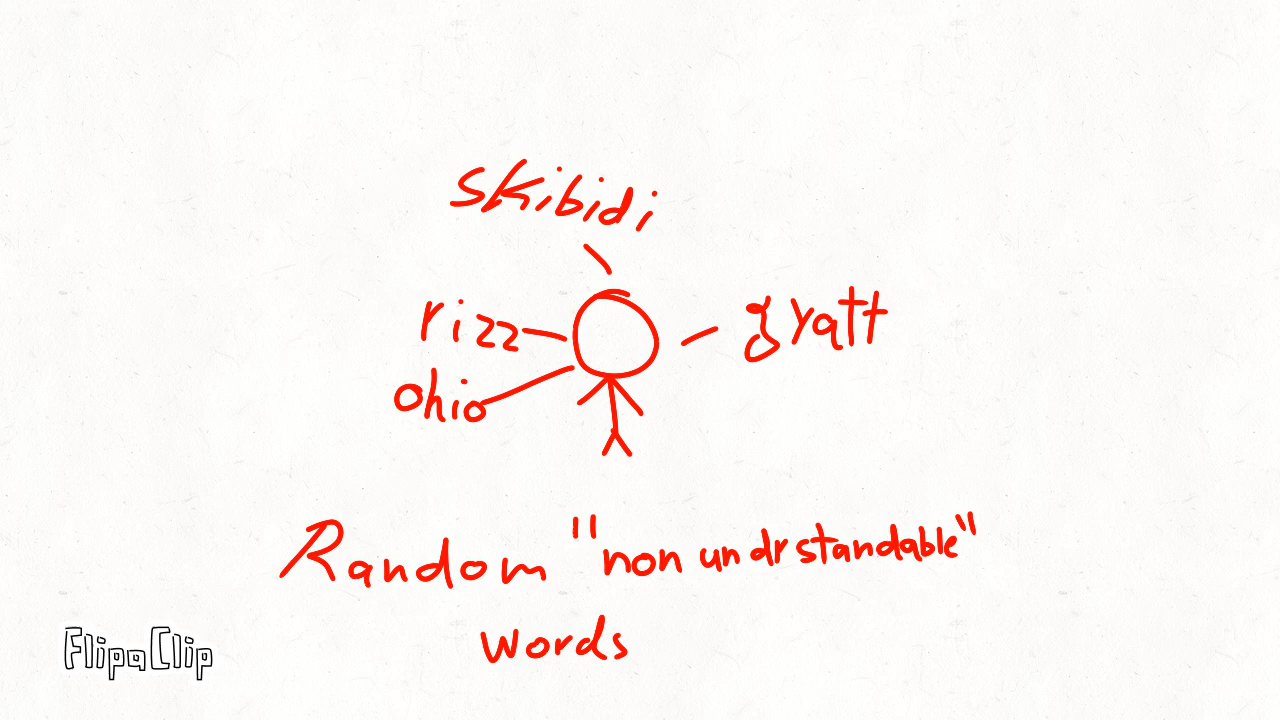 skibidi
rizz
gyatt
ohio
Random "non undrstandable"
words
FlipaClip